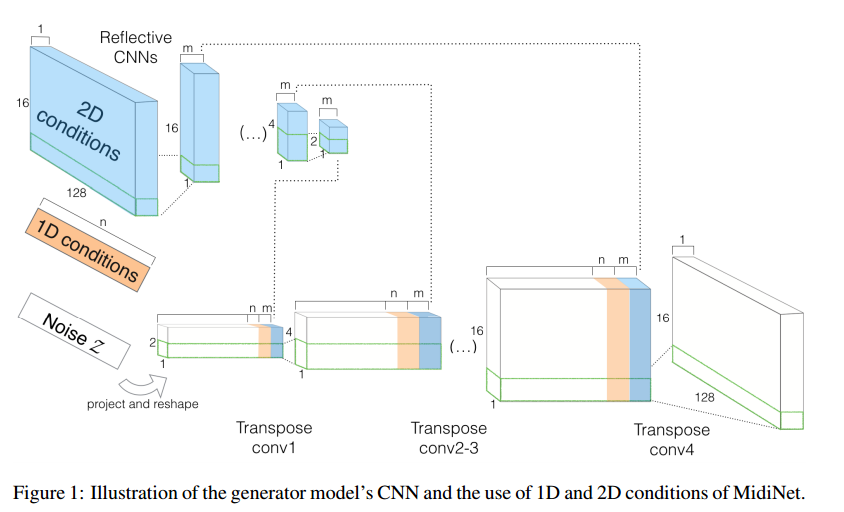 1
Reflective
CNNs
m
16
2D
conditions
128
16
1
(...)
m
4
1
m
2
1
n
1D conditions
Noise Z
project and reshape
n m
2
1
4
n m
1
(...)
16
n m
1
1
16
128
Transpose
conv1
Transpose
conv2-3
Transpose
conv4
Figure 1: Illustration of the generator model's CNN and the use of 1D and 2D conditions of MidiNet.